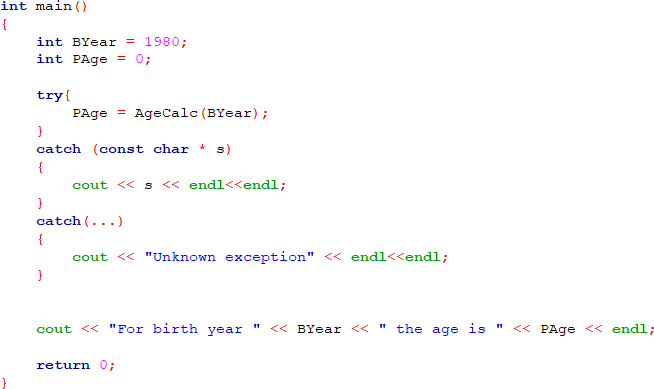 int main()
{
    int BYear = 1980;
    int PAge = 0;

    try{
        PAge = AgeCalc(BYear);
    }
    catch (const char * s)
    {
        cout << s << endl<<endl;
    }
    catch(...)
    {
        cout << "Unknown exception" << endl<<endl;
    }


    cout << "For birth year " << BYear << " the age is " << PAge << endl;

    return 0;
}